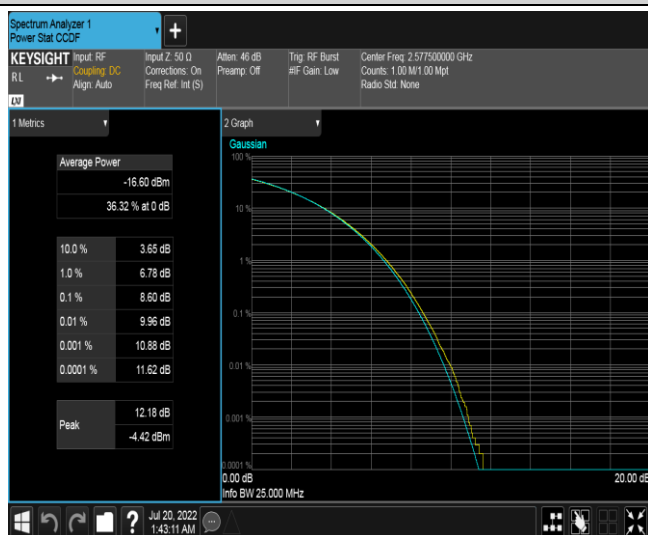 Spectrum Analyzer 1
Power Stat CCDF
+
KEYSIGHT
RL
LXI
Input: RF
Coupling: DC
Align: Auto
Input Z: 50 Ω
Corrections: On
Freq Ref: Int (S)
Atten: 46 dB
Preamp: Off
Trig: RF Burst
#IF Gain: Low
Center Freq: 2.577500000 GHz
Counts: 1.00 M/1.00 Mpt
Radio Std: None
1 Metrics
Average Power
-16.60 dBm
36.32 % at 0 dB
10.0 % 3.65 dB
1.0 % 6.78 dB
0.1 % 8.60 dB
0.01 % 9.96 dB
0.001 % 10.88 dB
0.0001 % 11.62 dB
Peak
12.18 dB
-4.42 dBm
2 Graph
Gaussian
100 %
10 %
1 %
0.1 %
0.01 %
0.001 %
0.0001 %
0.00 dB 20.00 dB
Info BW 25.000 MHz
?
Jul 20, 2022
1:43:11 AM